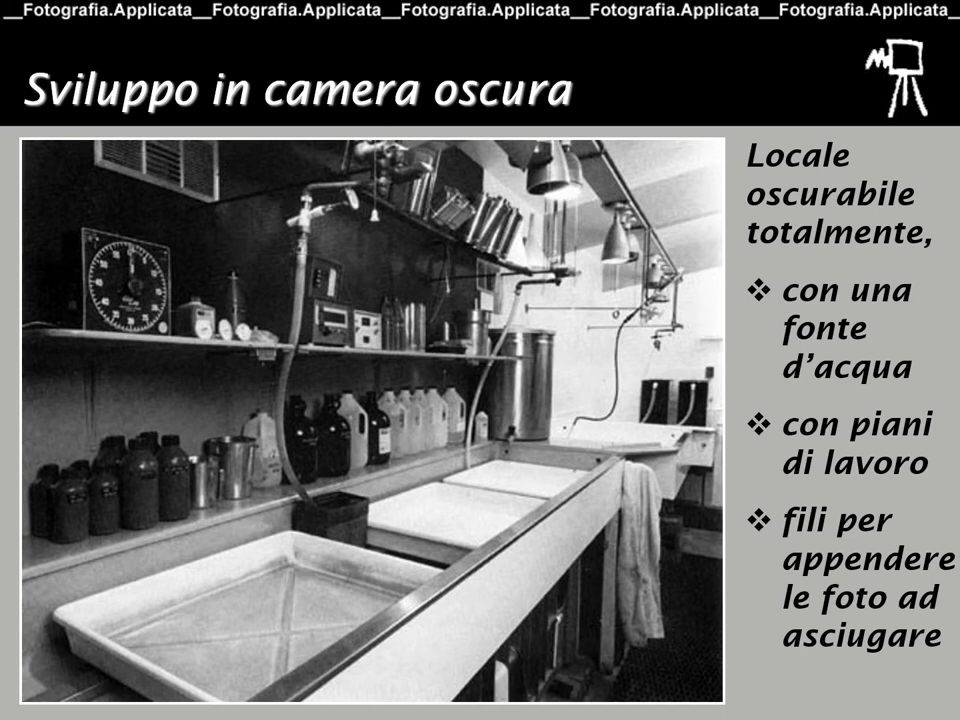 __Fotografia.Applicata__Fotografia.Applicata__Fotografia.Applicata__Fotografia.Applicata__Fotografia.Applicata_
Sviluppo in camera oscura
Locale
oscurabile
totalmente,
❖ con una
fonte
d’acqua
❖ con piani
di lavoro
❖ fili per
appendere
le foto ad
asciugare